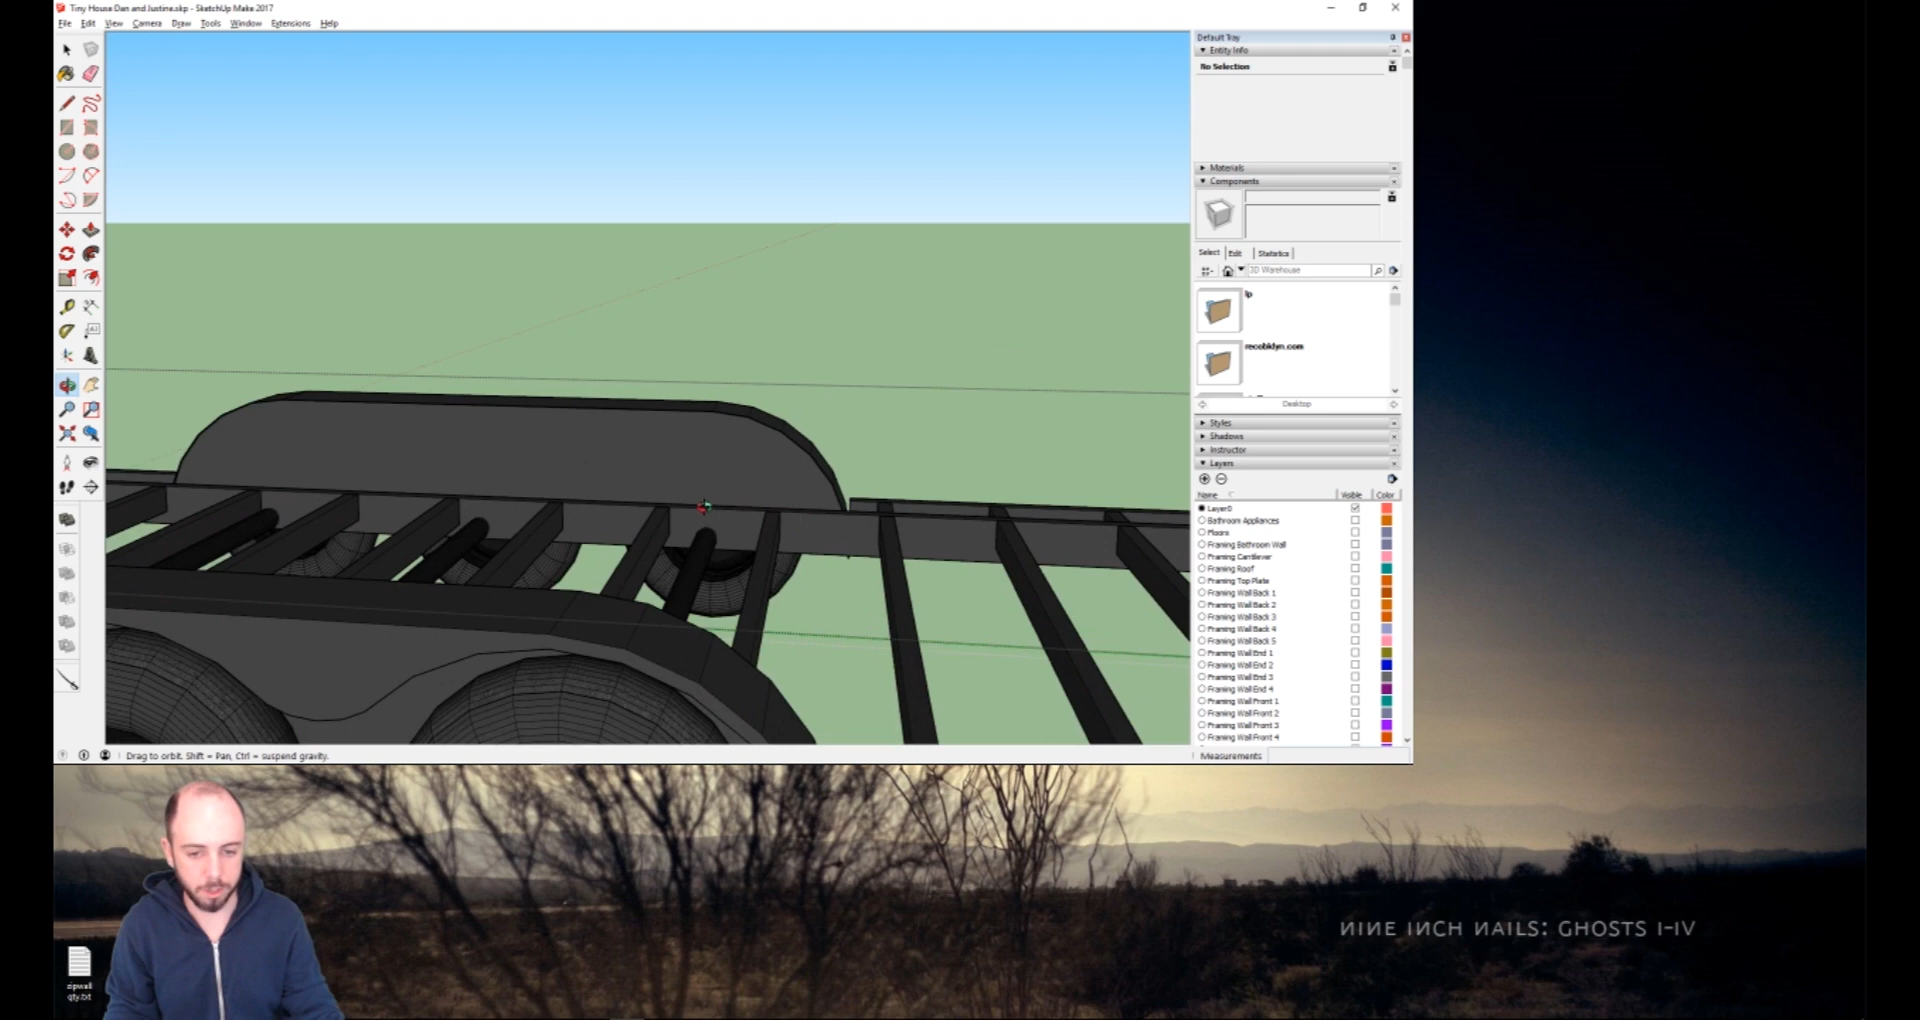 Tiny House Dan and Justine.skp - SketchUp Make 2017
File Edit View Camera Draw Tools Window Extensions Help
Default Tray
Entity Info
No Selection
Materials
Components
Select Edit Statistics
3D Warehouse
lp
recobklyn.com
Desktop
Styles
Shadows
Instructor
Layers
Name Visible Color
Layer0
Bathroom Appliances
Floors
Framing Bathroom Wall
Framing Cantilever
Framing Roof
Framing Top Plate
Framing Wall Back 1
Framing Wall Back 2
Framing Wall Back 3
Framing Wall Back 4
Framing Wall Back 5
Framing Wall End 1
Framing Wall End 2
Framing Wall End 3
Framing Wall End 4
Framing Wall Front 1
Framing Wall Front 2
Framing Wall Front 3
Framing Wall Front 4
Drag to orbit. Shift = Pan, Ctrl = suspend gravity.
Measurements
NINE INCH NAILS: GHOSTS I-IV
zipwall
qty.txt